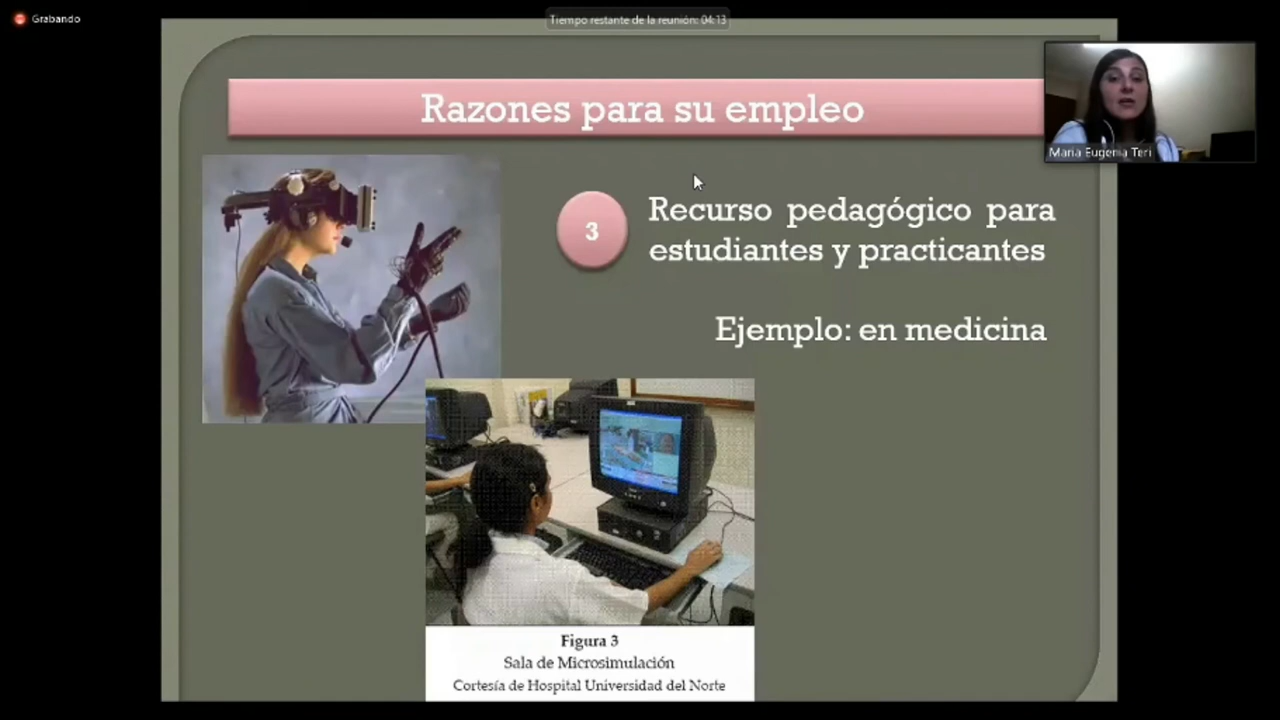 Grabando
Tiempo restante de la reunión: 04:13
Razones para su empleo
Maria Eugenia Teri
3
Recurso pedagógico para
estudiantes y practicantes
Ejemplo: en medicina
Figura 3
Sala de Microsimulación
Cortesía de Hospital Universidad del Norte